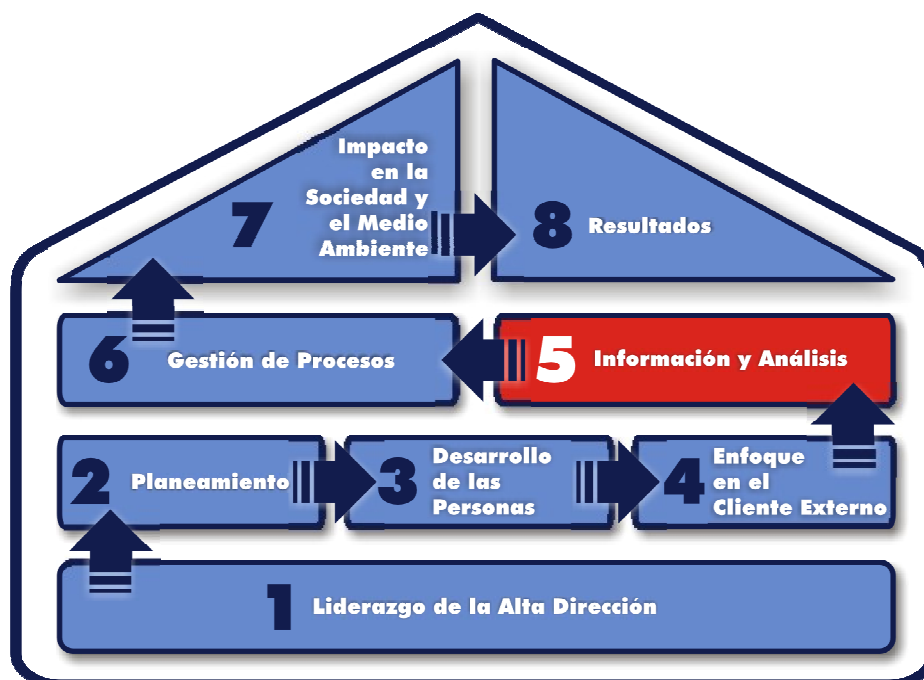 7
Impacto
en la
Sociedad y
el Medio
Ambiente
8 Resultados
6 Gestión de Procesos
5 Información y Análisis
2 Planeamiento
3
Desarrollo
de las
Personas
4
Enfoque
en el
Cliente Externo
1 Liderazgo de la Alta Dirección